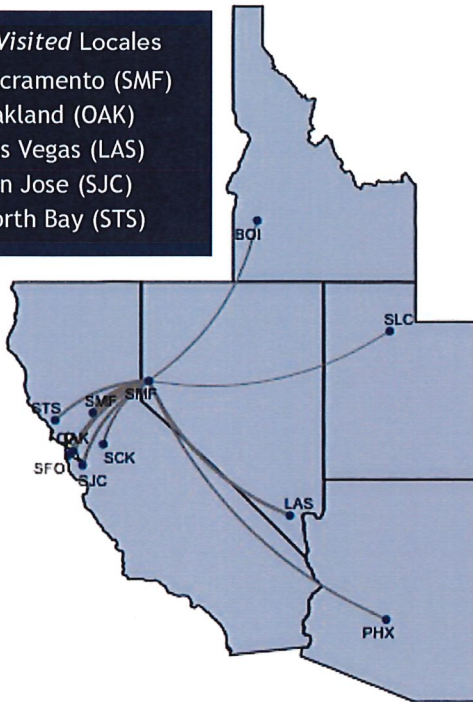 Visited Locales
cramento (SMF)
akland (OAK)
s Vegas (LAS)
n Jose (SJC)
orth Bay (STS)
BOI
SLC
SMF
STS
SMF
OAK
SCK
SFO
SJC
LAS
PHX